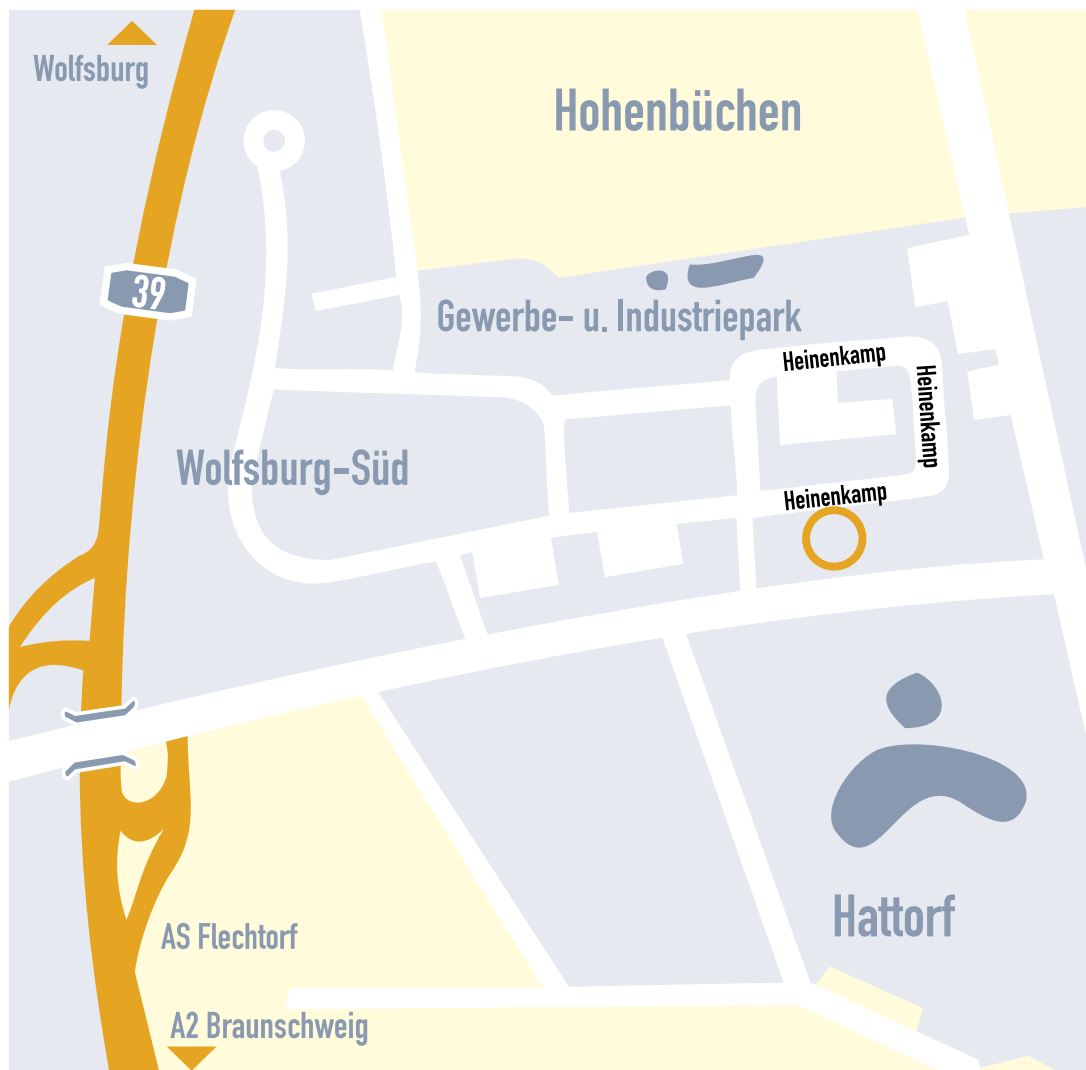 Wolfsburg
Hohenbüchen
39
Gewerbe- u. Industriepark
Heinenkamp
Heinenkamp
Wolfsburg-Süd
Heinenkamp
Hattorf
AS Flechtorf
A2 Braunschweig